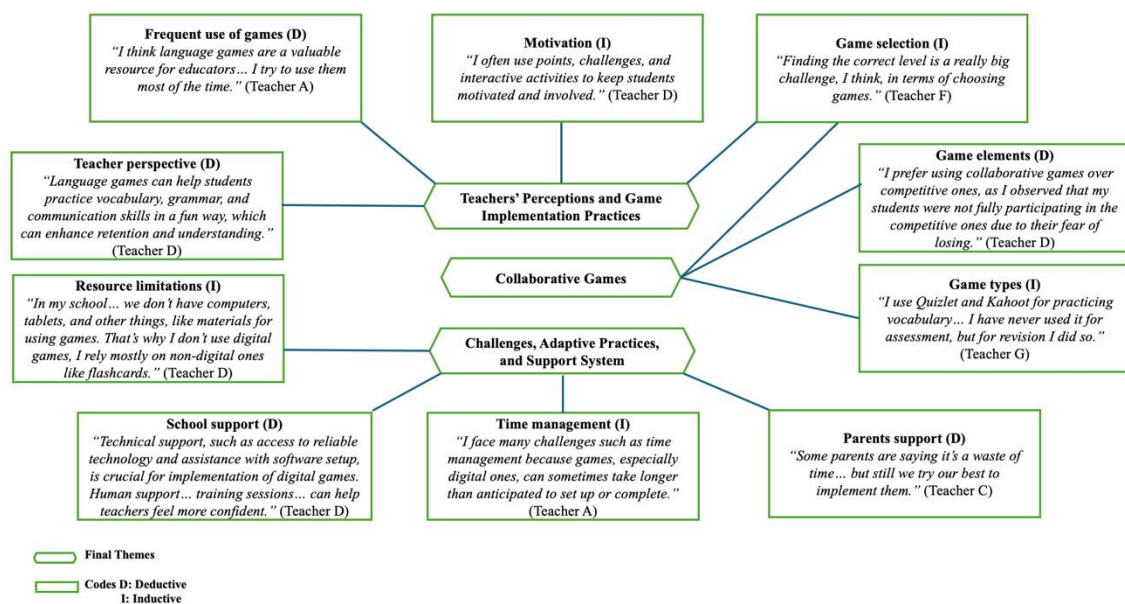 Frequent use of games (D)
“I think language games are a valuable
resource for educators… I try to use them
most of the time.” (Teacher A)
Motivation (I)
“I often use points, challenges, and
interactive activities to keep students
motivated and involved.” (Teacher D)
Game selection (I)
“Finding the correct level is a really big
challenge, I think, in terms of choosing
games.” (Teacher F)
Teacher perspective (D)
“Language games can help students
practice vocabulary, grammar, and
communication skills in a fun way, which
can enhance retention and understanding.”
(Teacher D)
Teachers’ Perceptions and Game
Implementation Practices
Game elements (D)
“I prefer using collaborative games over
competitive ones, as I observed that my
students were not fully participating in the
competitive ones due to their fear of
losing.” (Teacher D)
Collaborative Games
Resource limitations (I)
“In my school… we don’t have computers,
tablets, and other things, like materials for
using games. That’s why I don’t use digital
games, I rely mostly on non-digital ones
like flashcards.” (Teacher D)
Game types (I)
“I use Quizlet and Kahoot for practicing
vocabulary… I have never used it for
assessment, but for revision I did so.”
(Teacher G)
Challenges, Adaptive Practices,
and Support System
School support (D)
“Technical support, such as access to reliable
technology and assistance with software setup,
is crucial for implementation of digital games.
Human support… training sessions… can help
teachers feel more confident.” (Teacher D)
Time management (I)
“I face many challenges such as time
management because games, especially
digital ones, can sometimes take longer
than anticipated to set up or complete.”
(Teacher A)
Parents support (D)
“Some parents are saying it’s a waste of
time… but still we try our best to
implement them.” (Teacher C)
Final Themes
Codes D: Deductive
I: Inductive